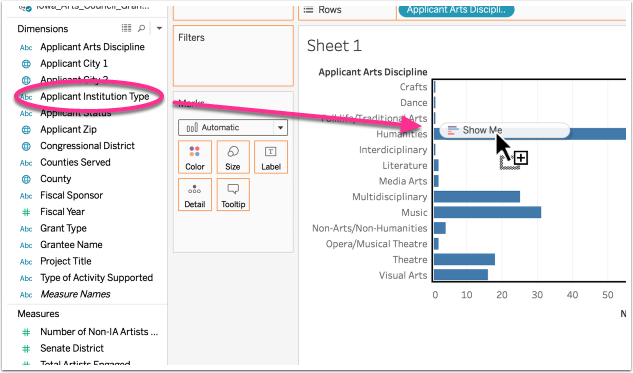 Iowa_Arts_Council_Gran...
Dimensions
Abc Applicant Arts Discipline
Applicant City 1
Applicant City 2
Abc Applicant Institution Type
Abc Applicant Status
Applicant Zip
Congressional District
Abc Counties Served
County
Abc Fiscal Sponsor
# Fiscal Year
Abc Grant Type
Abc Grantee Name
Abc Project Title
Abc Type of Activity Supported
Abc Measure Names
Measures
# Number of Non-IA Artists ...
# Senate District
# Total Artists Engaged
Filters
Marks
Automatic
Color
Size
Label
Detail
Tooltip
Rows
Applicant Arts Discipli..
Sheet 1
Applicant Arts Discipline
Crafts
Dance
Folklife/Traditional Arts
Humanities
Show Me
Interdiciplinary
Literature
Media Arts
Multidisciplinary
Music
Non-Arts/Non-Humanities
Opera/Musical Theatre
Theatre
Visual Arts
0 10 20 30 40 50
N